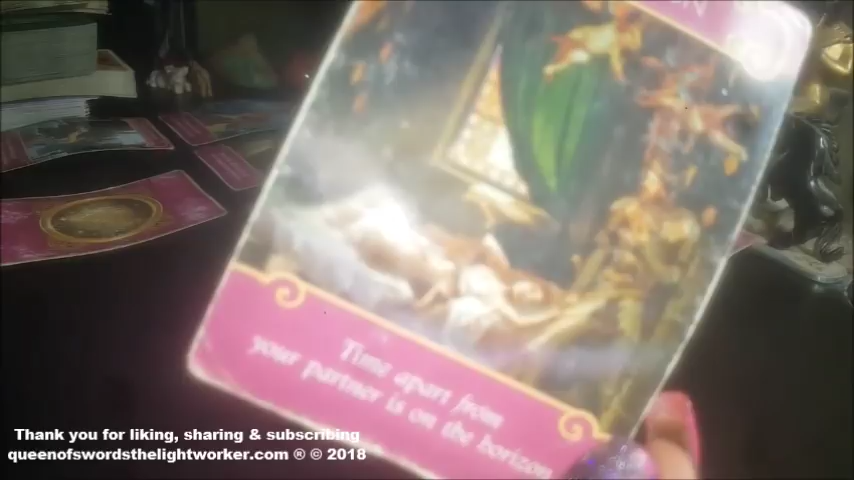 Time apart from
your partner is on the horizon
Thank you for liking, sharing & subscribing
queenofswordsthelightworker.com ® © 2018